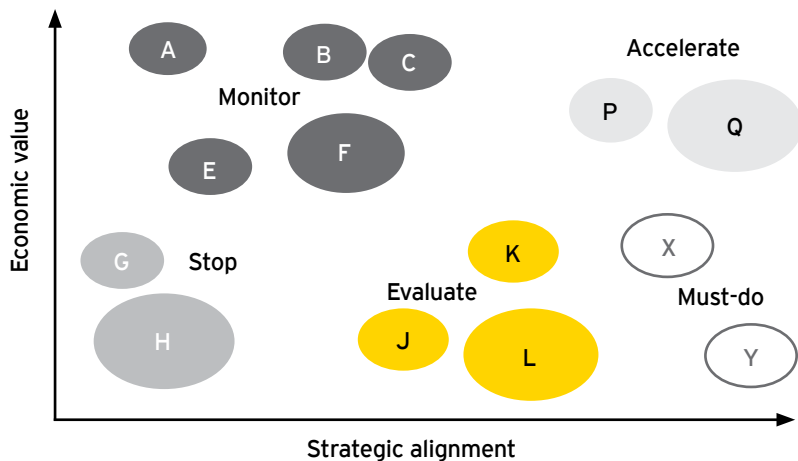 Economic value
A
B
C
Accelerate
Monitor
P
Q
E
F
G
Stop
K
X
Evaluate
Must-do
H
J
L
Y
Strategic alignment